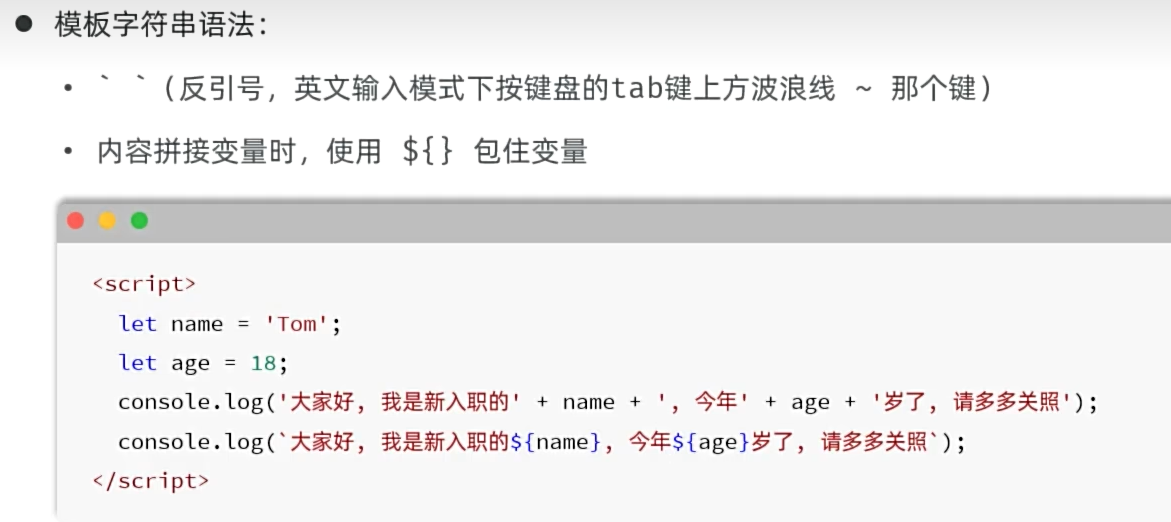 ● 模板字符串语法：
• ` `（反引号，英文输入模式下按键盘的tab键上方波浪线 ~ 那个键）
• 内容拼接变量时，使用 ${} 包住变量
<script>
  let name = 'Tom';
  let age = 18;
  console.log('大家好, 我是新入职的' + name + ', 今年' + age + '岁了, 请多多关照');
  console.log(`大家好, 我是新入职的${name}, 今年${age}岁了, 请多多关照`);
</script>